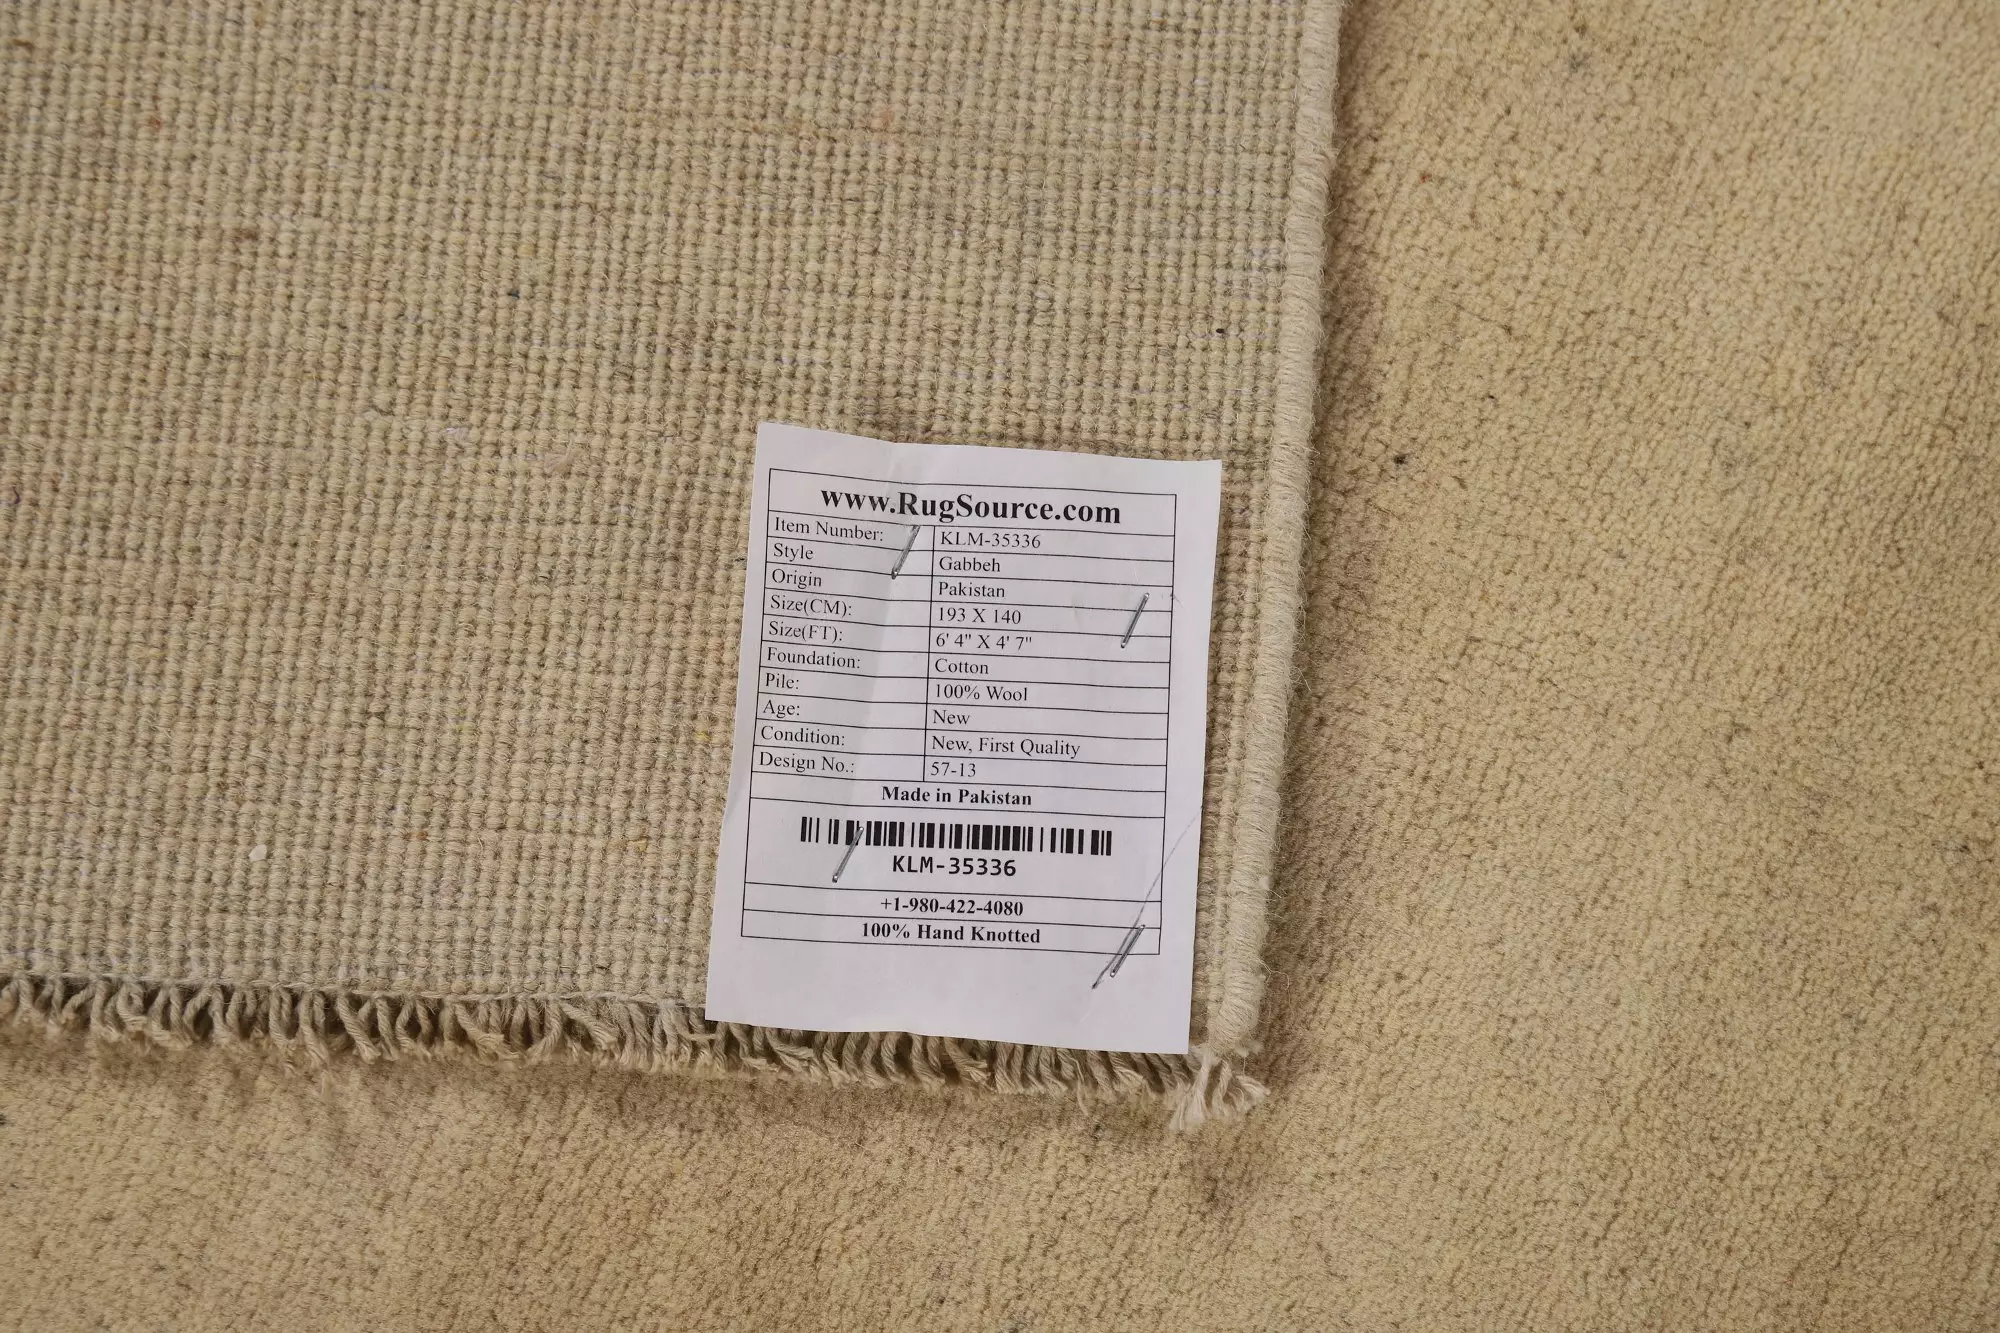 www.RugSource.com
Item Number: KLM-35336
Style Gabbeh
Origin Pakistan
Size(CM): 193 X 140
Size(FT): 6' 4" X 4' 7"
Foundation: Cotton
Pile: 100% Wool
Age: New
Condition: New, First Quality
Design No.: 57-13
Made in Pakistan
KLM-35336
+1-980-422-4080
100% Hand Knotted